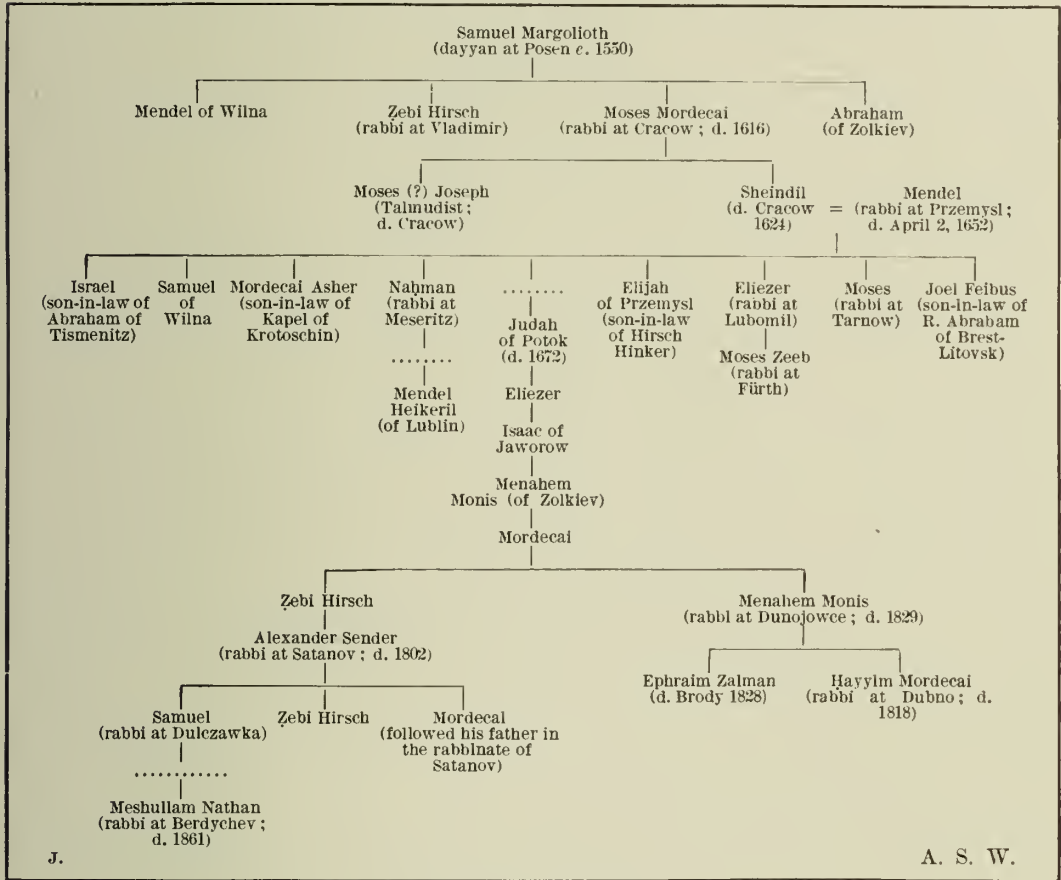 Samuel Margolioth
(dayyan at Posen c. 1550)
Mendel of Wilna
Ẓebi Hirsch
(rabbi at Vladimir)
Moses Mordecai
(rabbi at Cracow; d. 1616)
Abraham
(of Zolkiev)
Moses (?) Joseph
(Talmudist;
d. Cracow)
Sheindil
(d. Cracow
1624)
=
Mendel
(rabbi at Przemysl;
d. April 2, 1652)
Israel
(son-in-law of
Abraham of
Tismenitz)
Samuel
of
Wilna
Mordecai Asher
(son-in-law of
Kapel of
Krotoschin)
Naḥman
(rabbi at
Meseritz)
........
Mendel
Heikeril
(of Lublin)
........
Judah
of Potok
(d. 1672)
Eliezer
Isaac of
Jaworow
Menahem
Monis (of Zolkiev)
Mordecai
Elijah
of Przemysl
(son-in-law
of Hirsch
Hinker)
Eliezer
(rabbi at
Lubomil)
Moses Zeeb
(rabbi at
Fürth)
Moses
(rabbi at
Tarnow)
Joel Feibus
(son-in-law of
R. Abraham
of Brest-
Litovsk)
Ẓebi Hirsch
Alexander Sender
(rabbi at Satanov; d. 1802)
Menahem Monis
(rabbi at Dunojowce; d. 1829)
Samuel
(rabbi at Dulczawka)
............
Meshullam Nathan
(rabbi at Berdychev;
d. 1861)
Ẓebi Hirsch
Mordecai
(followed his father in
the rabbinate of
Satanov)
Ephraim Zalman
(d. Brody 1828)
Ḥayyim Mordecai
(rabbi at Dubno; d.
1818)
J.
A. S. W.